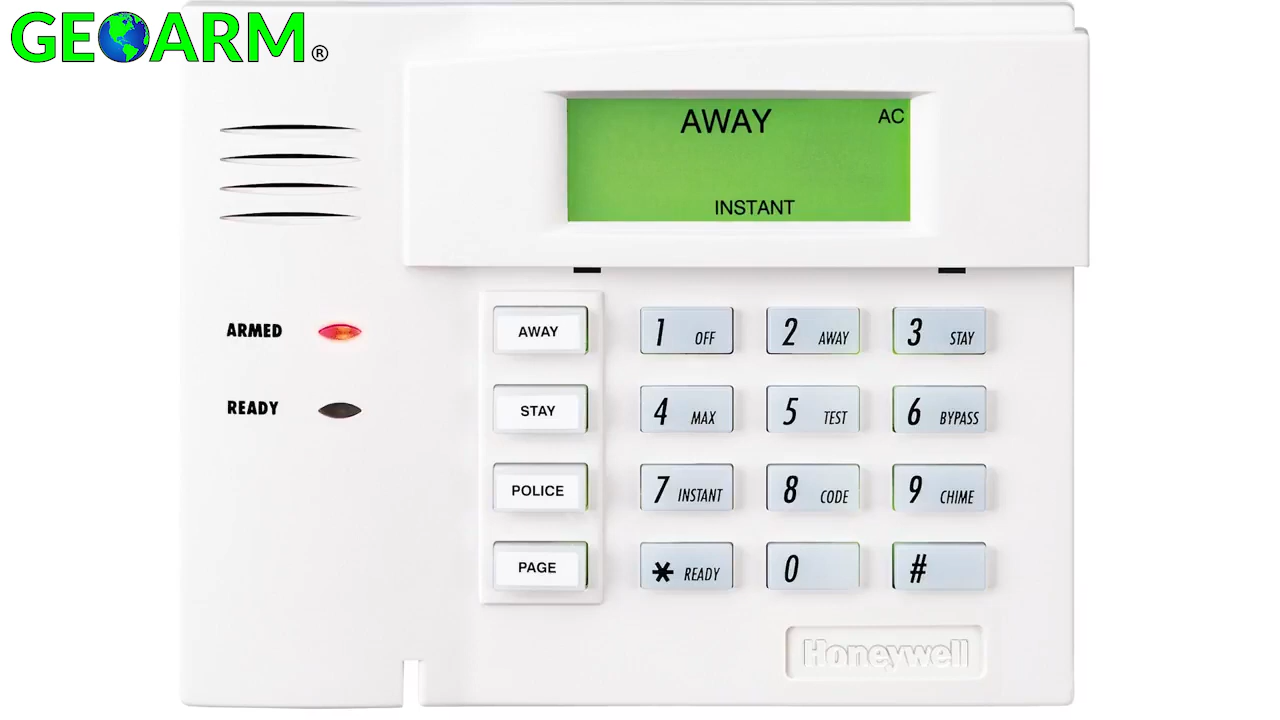 GEOARM®
AWAY AC
INSTANT
ARMED
READY
AWAY 1 OFF 2 AWAY 3 STAY
STAY 4 MAX 5 TEST 6 BYPASS
POLICE 7 INSTANT 8 CODE 9 CHIME
PAGE * READY 0 #
Honeywell